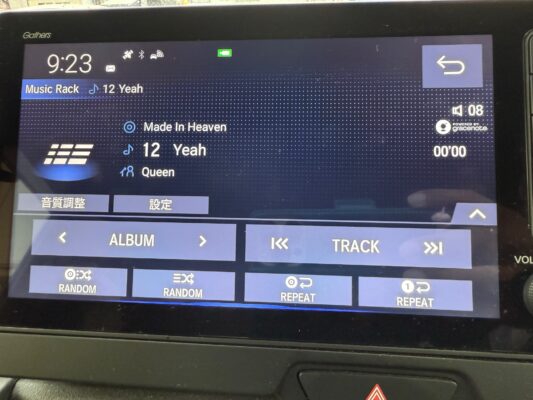 Gathers
9:23
Music Rack 12 Yeah
08
Made In Heaven
POWERED BY
gracenote
12 Yeah
00'00
Queen
音質調整 設定
ALBUM TRACK
RANDOM RANDOM REPEAT REPEAT
VOL